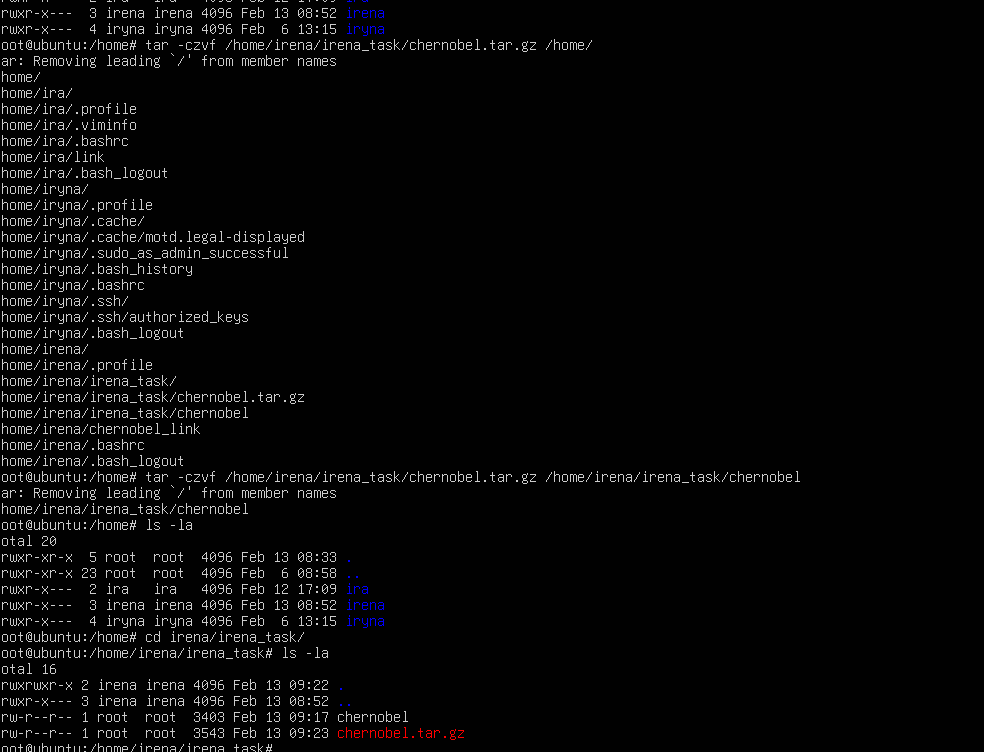 rwxr-x--- 3 irena irena 4096 Feb 13 08:52 irena
rwxr-x--- 4 iryna iryna 4096 Feb 6 13:15 iryna
oot@ubuntu:/home# tar -czvf /home/irena/irena_task/chernobel.tar.gz /home/
ar: Removing leading `/' from member names
home/
home/ira/
home/ira/.profile
home/ira/.viminfo
home/ira/.bashrc
home/ira/link
home/ira/.bash_logout
home/iryna/
home/iryna/.profile
home/iryna/.cache/
home/iryna/.cache/motd.legal-displayed
home/iryna/.sudo_as_admin_successful
home/iryna/.bash_history
home/iryna/.bashrc
home/iryna/.ssh/
home/iryna/.ssh/authorized_keys
home/iryna/.bash_logout
home/irena/
home/irena/.profile
home/irena/irena_task/
home/irena/irena_task/chernobel.tar.gz
home/irena/irena_task/chernobel
home/irena/chernobel_link
home/irena/.bashrc
home/irena/.bash_logout
oot@ubuntu:/home# tar -czvf /home/irena/irena_task/chernobel.tar.gz /home/irena/irena_task/chernobel
ar: Removing leading `/' from member names
home/irena/irena_task/chernobel
oot@ubuntu:/home# ls -la
otal 20
rwxr-xr-x 5 root root 4096 Feb 13 08:33 .
rwxr-xr-x 23 root root 4096 Feb 6 08:58 ..
rwxr-x--- 2 ira ira 4096 Feb 12 17:09 ira
rwxr-x--- 3 irena irena 4096 Feb 13 08:52 irena
rwxr-x--- 4 iryna iryna 4096 Feb 6 13:15 iryna
oot@ubuntu:/home# cd irena/irena_task/
oot@ubuntu:/home/irena/irena_task# ls -la
otal 16
rwxrwxr-x 2 irena irena 4096 Feb 13 09:22 .
rwxr-x--- 3 irena irena 4096 Feb 13 08:52 ..
rw-r--r-- 1 root root 3403 Feb 13 09:17 chernobel
rw-r--r-- 1 root root 3543 Feb 13 09:23 chernobel.tar.gz
oot@ubuntu:/home/irena/irena_task#